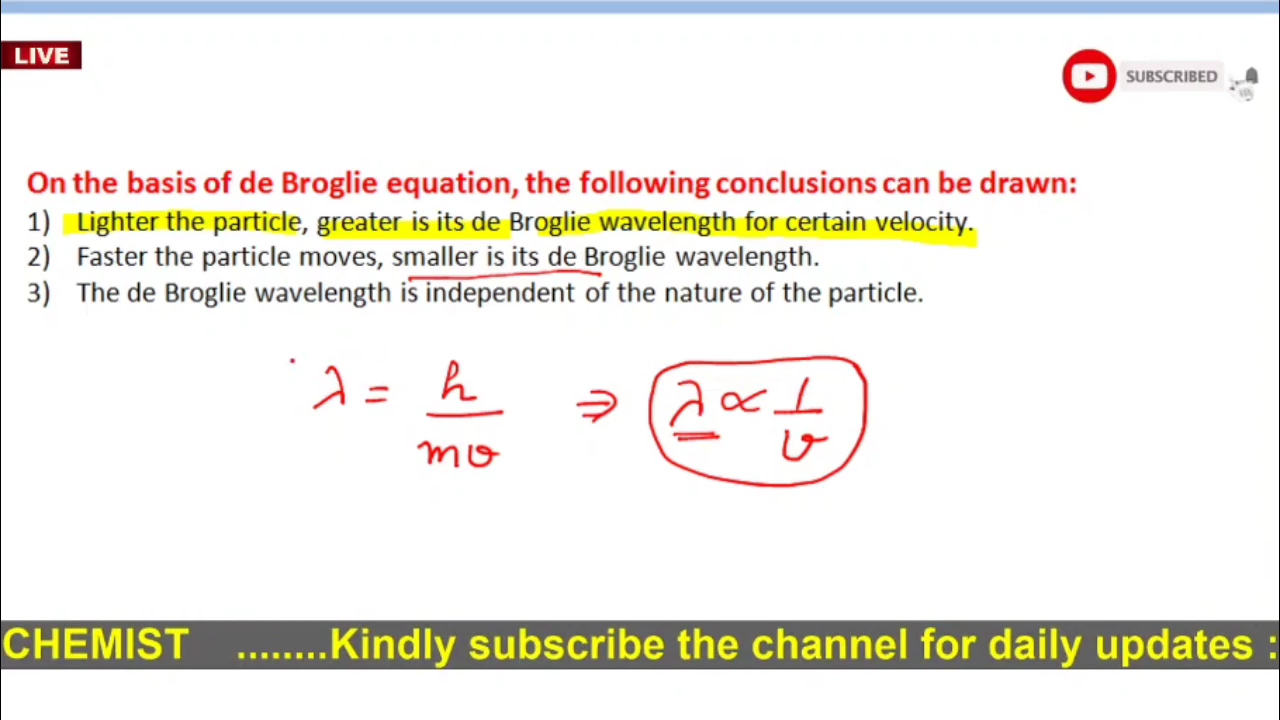 LIVE
SUBSCRIBED
On the basis of de Broglie equation, the following conclusions can be drawn:
1) Lighter the particle, greater is its de Broglie wavelength for certain velocity.
2) Faster the particle moves, smaller is its de Broglie wavelength.
3) The de Broglie wavelength is independent of the nature of the particle.
λ = h / mv ⇒ λ ∝ 1 / v
CHEMIST ........Kindly subscribe the channel for daily updates :